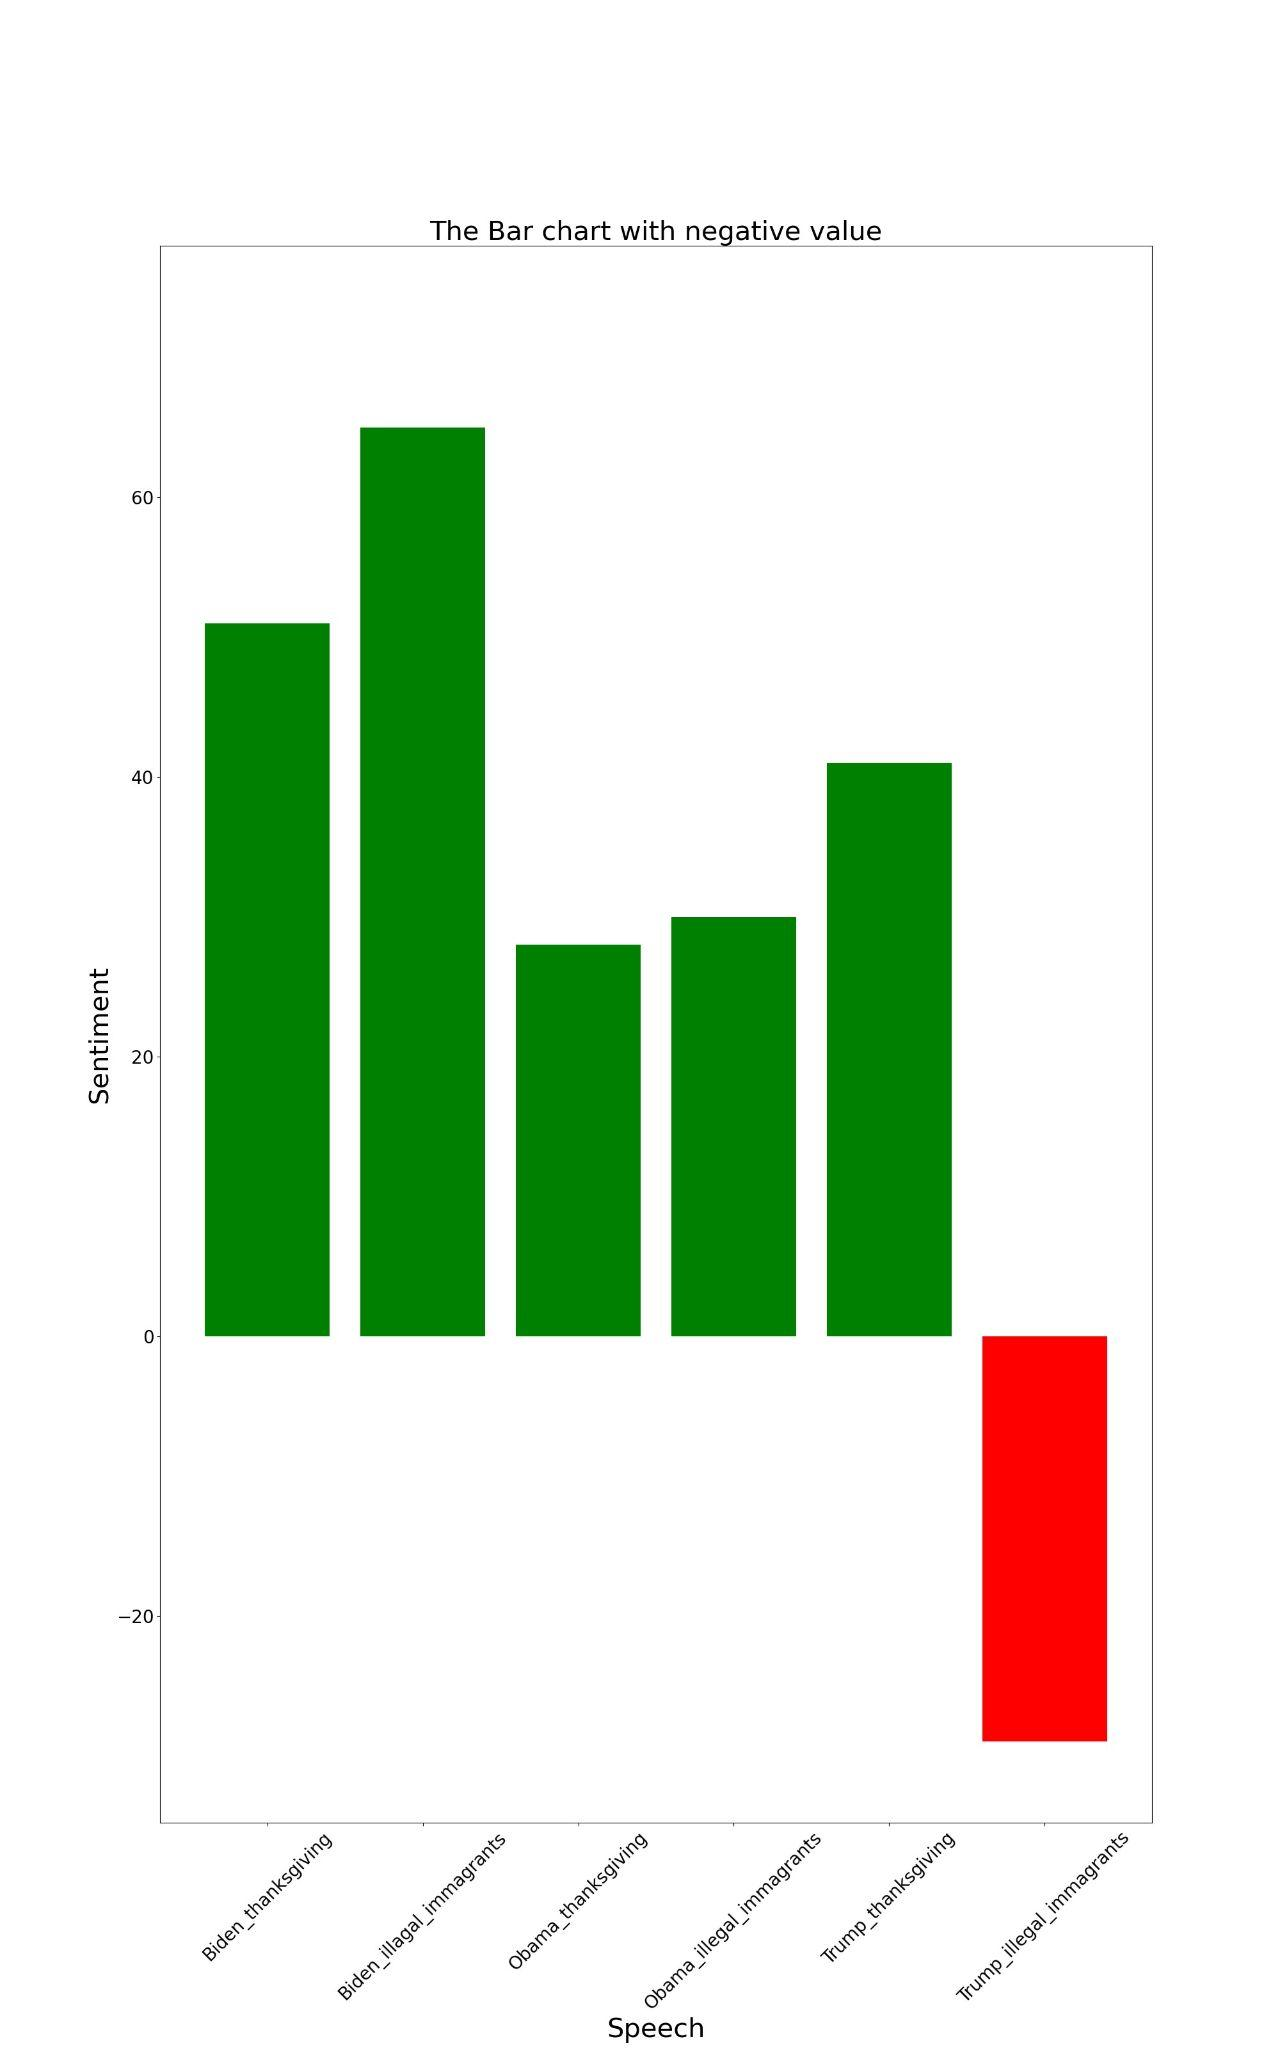 The Bar chart with negative value
60
40
20
0
−20
Sentiment
Biden_thanksgiving
Biden_illagal_immagrants
Obama_thanksgiving
Obama_illegal_immagrants
Trump_thanksgiving
Trump_illegal_immagrants
Speech